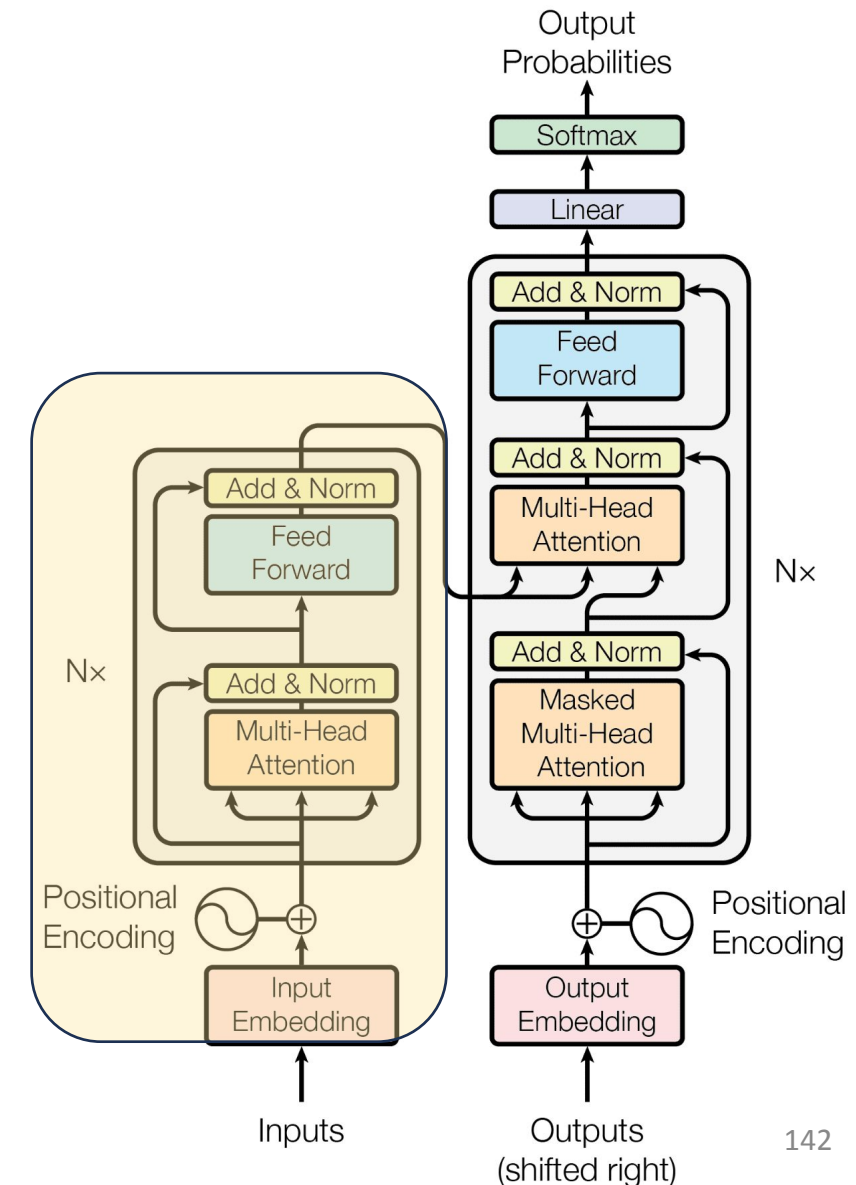 Output
Probabilities
Softmax
Linear
Add & Norm
Feed
Forward
Add & Norm
Multi-Head
Attention
Add & Norm
Masked
Multi-Head
Attention
N×
Positional
Encoding
Output
Embedding
Outputs
(shifted right)
Add & Norm
Feed
Forward
Add & Norm
Multi-Head
Attention
N×
Positional
Encoding
Input
Embedding
Inputs
142